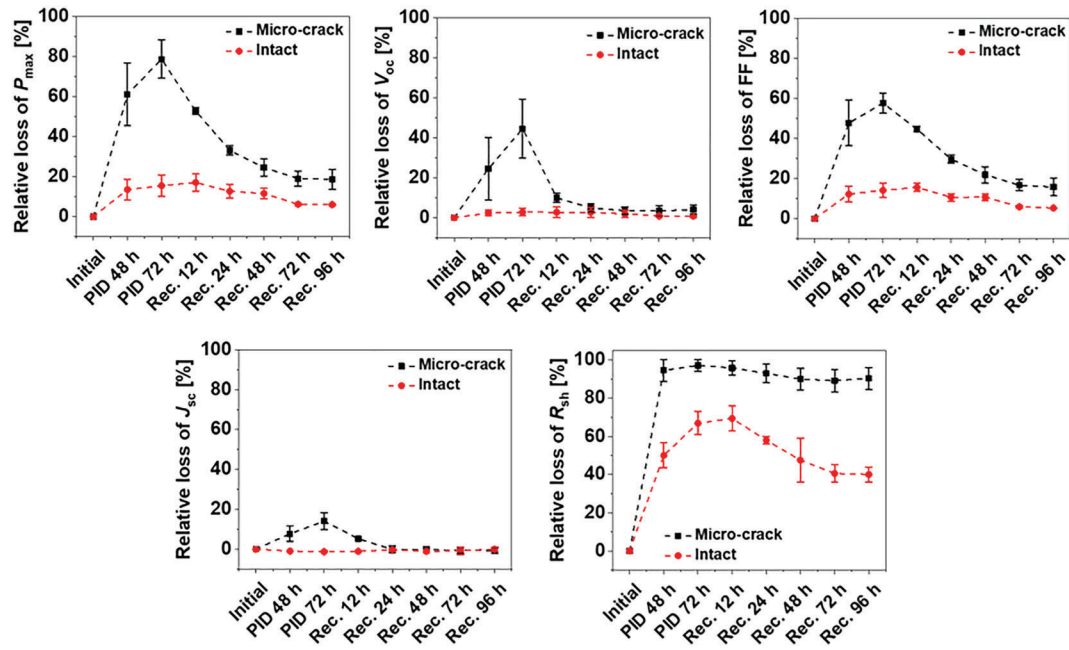 Relative loss of Pmax [%]
100
80
60
40
20
0
Micro-crack
Intact
Initial
PID 48 h
PID 72 h
Rec. 12 h
Rec. 24 h
Rec. 48 h
Rec. 72 h
Rec. 96 h
Relative loss of Voc [%]
100
80
60
40
20
0
Micro-crack
Intact
Initial
PID 48 h
PID 72 h
Rec. 12 h
Rec. 24 h
Rec. 48 h
Rec. 72 h
Rec. 96 h
Relative loss of FF [%]
100
80
60
40
20
0
Micro-crack
Intact
Initial
PID 48 h
PID 72 h
Rec. 12 h
Rec. 24 h
Rec. 48 h
Rec. 72 h
Rec. 96 h
Relative loss of Jsc [%]
100
80
60
40
20
0
Micro-crack
Intact
Initial
PID 48 h
PID 72 h
Rec. 12 h
Rec. 24 h
Rec. 48 h
Rec. 72 h
Rec. 96 h
Relative loss of Rsh [%]
100
80
60
40
20
0
Micro-crack
Intact
Initial
PID 48 h
PID 72 h
Rec. 12 h
Rec. 24 h
Rec. 48 h
Rec. 72 h
Rec. 96 h